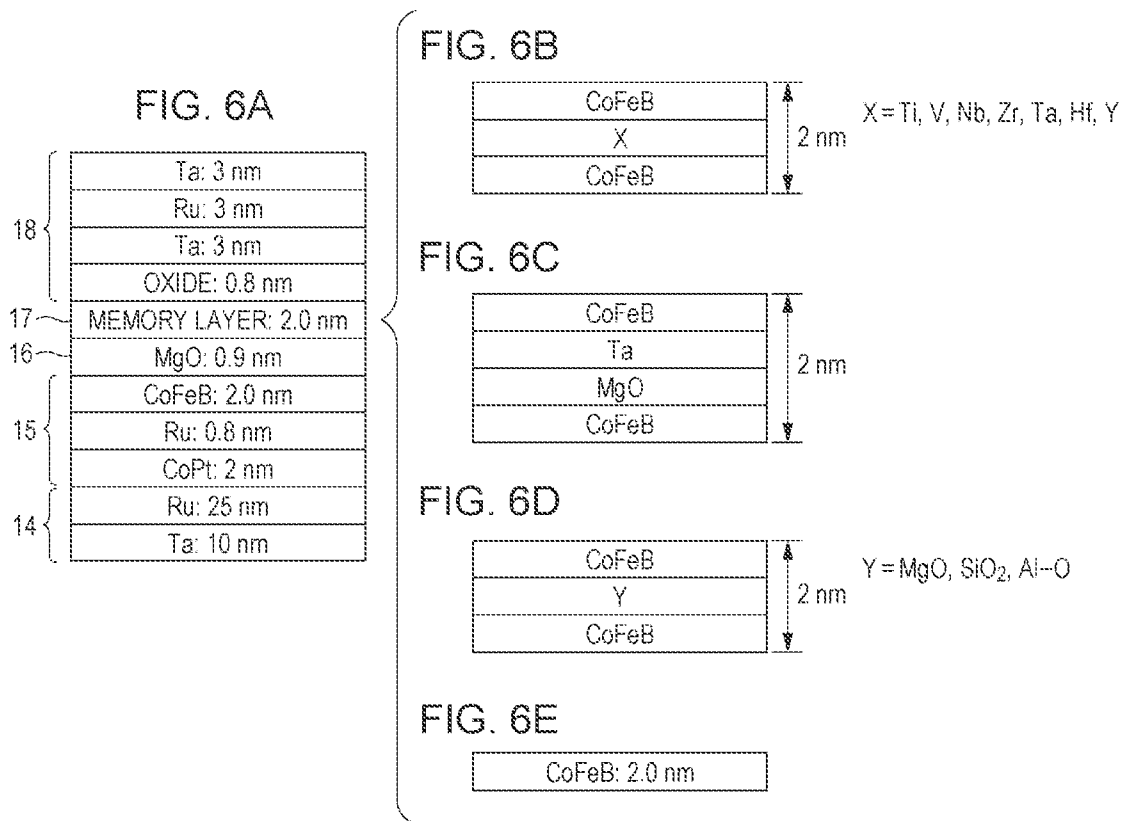 FIG. 6A
18
Ta: 3 nm
Ru: 3 nm
Ta: 3 nm
OXIDE: 0.8 nm
17
MEMORY LAYER: 2.0 nm
16
MgO: 0.9 nm
15
CoFeB: 2.0 nm
Ru: 0.8 nm
CoPt: 2 nm
14
Ru: 25 nm
Ta: 10 nm
FIG. 6B
CoFeB
X
CoFeB
2 nm
X=Ti, V, Nb, Zr, Ta, Hf, Y
FIG. 6C
CoFeB
Ta
MgO
CoFeB
2 nm
FIG. 6D
CoFeB
Y
CoFeB
2 nm
Y=MgO, SiO₂, Al-O
FIG. 6E
CoFeB: 2.0 nm